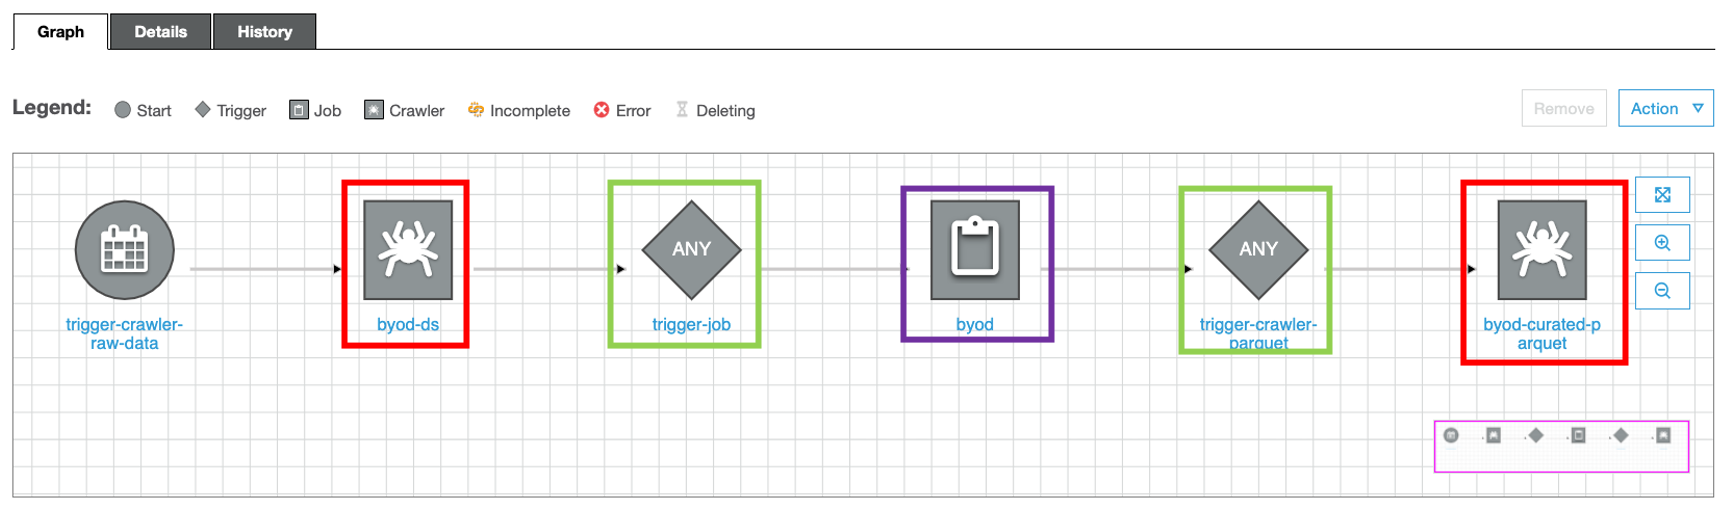 Graph Details History
Legend: Start Trigger Job Crawler Incomplete Error Deleting Remove Action
ANY ANY
trigger-crawler-
raw-data
byod-ds
trigger-job
byod
trigger-crawler-
parquet
byod-curated-p
arquet